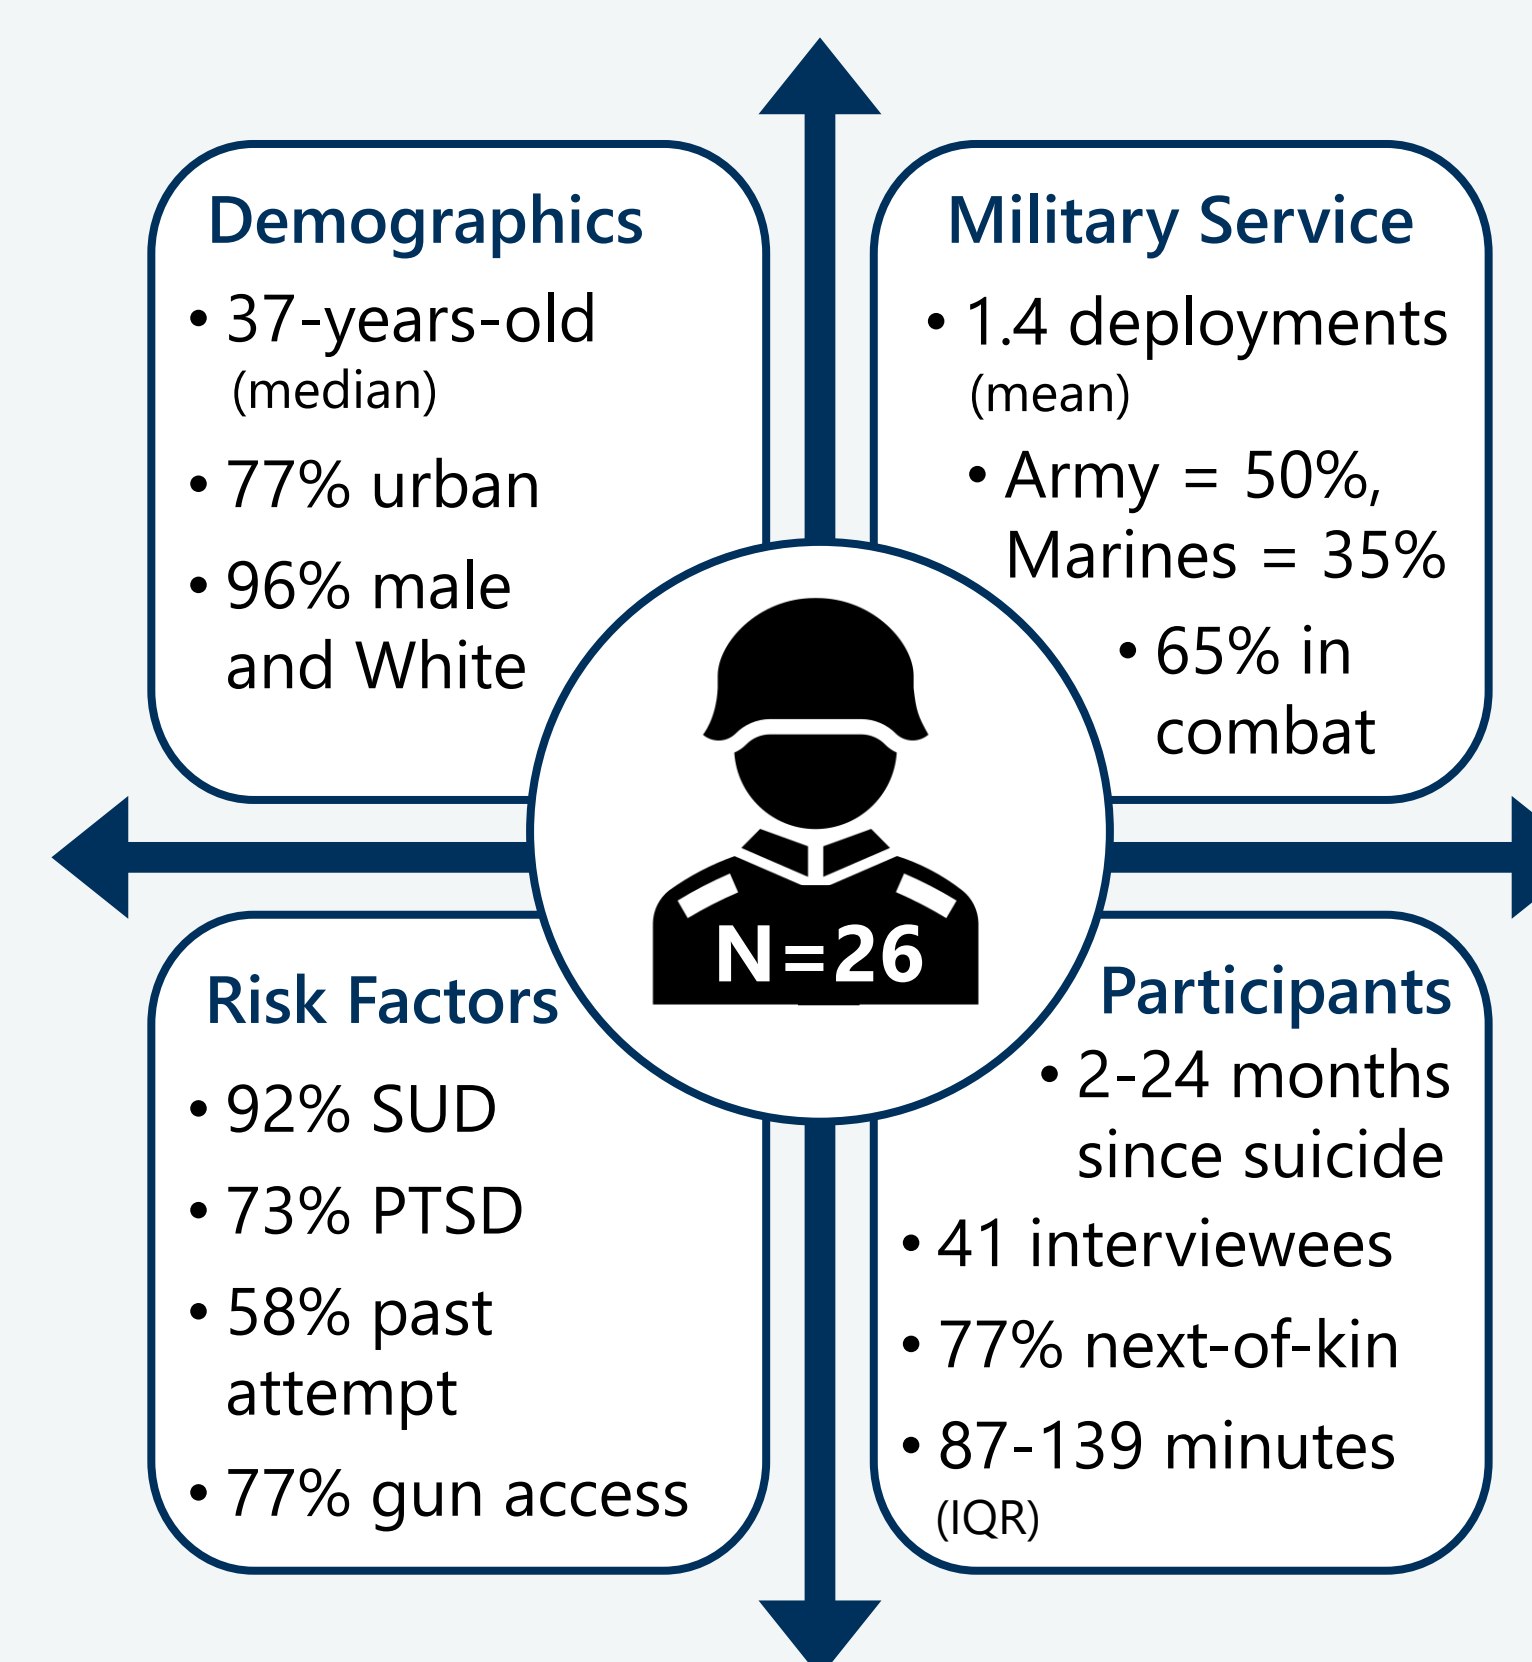 Demographics
• 37-years-old
(median)
• 77% urban
• 96% male
and White
Military Service
• 1.4 deployments
(mean)
• Army = 50%,
Marines = 35%
• 65% in
combat
N=26
Risk Factors
• 92% SUD
• 73% PTSD
• 58% past
attempt
• 77% gun access
Participants
• 2-24 months
since suicide
• 41 interviewees
• 77% next-of-kin
• 87-139 minutes
(IQR)